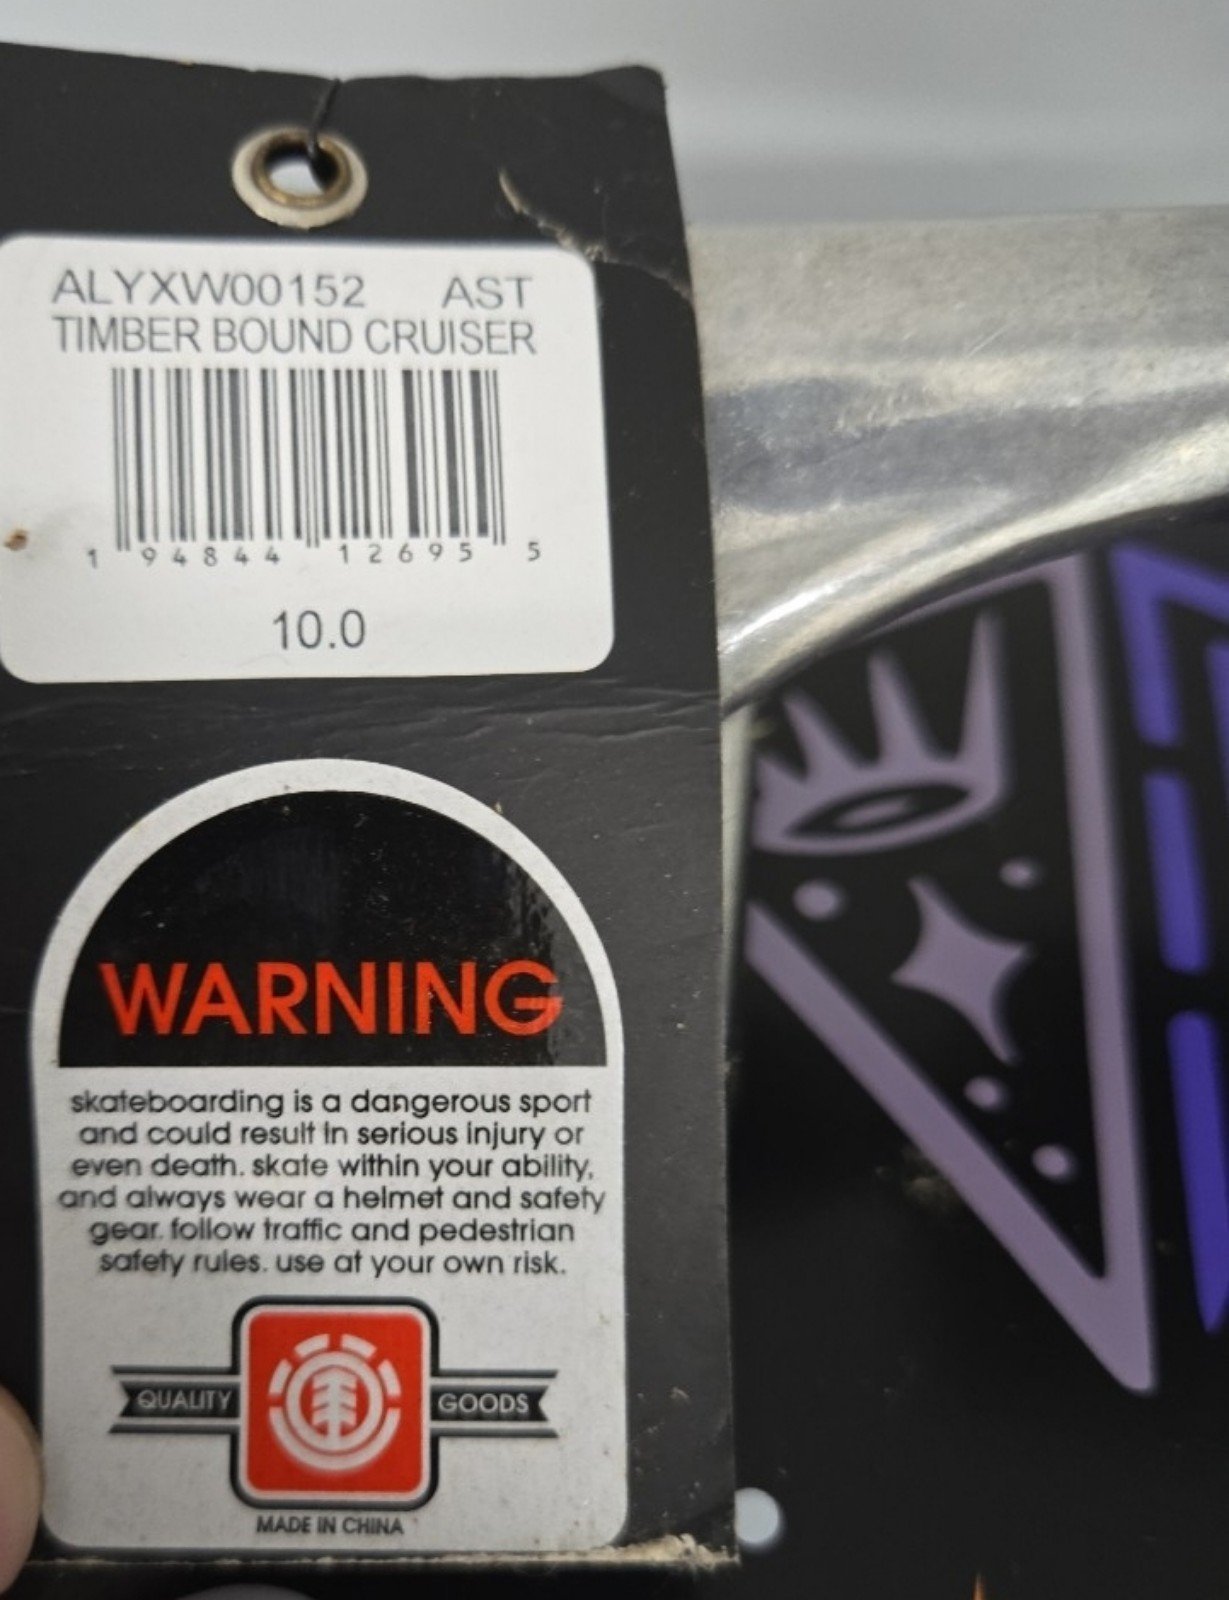 ALYXW00152 AST
TIMBER BOUND CRUISER
1 94844 12695 5
10.0
WARNING
skateboarding is a dangerous sport
and could result in serious injury or
even death. skate within your ability,
and always wear a helmet and safety
gear. follow traffic and pedestrian
safety rules. use at your own risk.
QUALITY GOODS
MADE IN CHINA